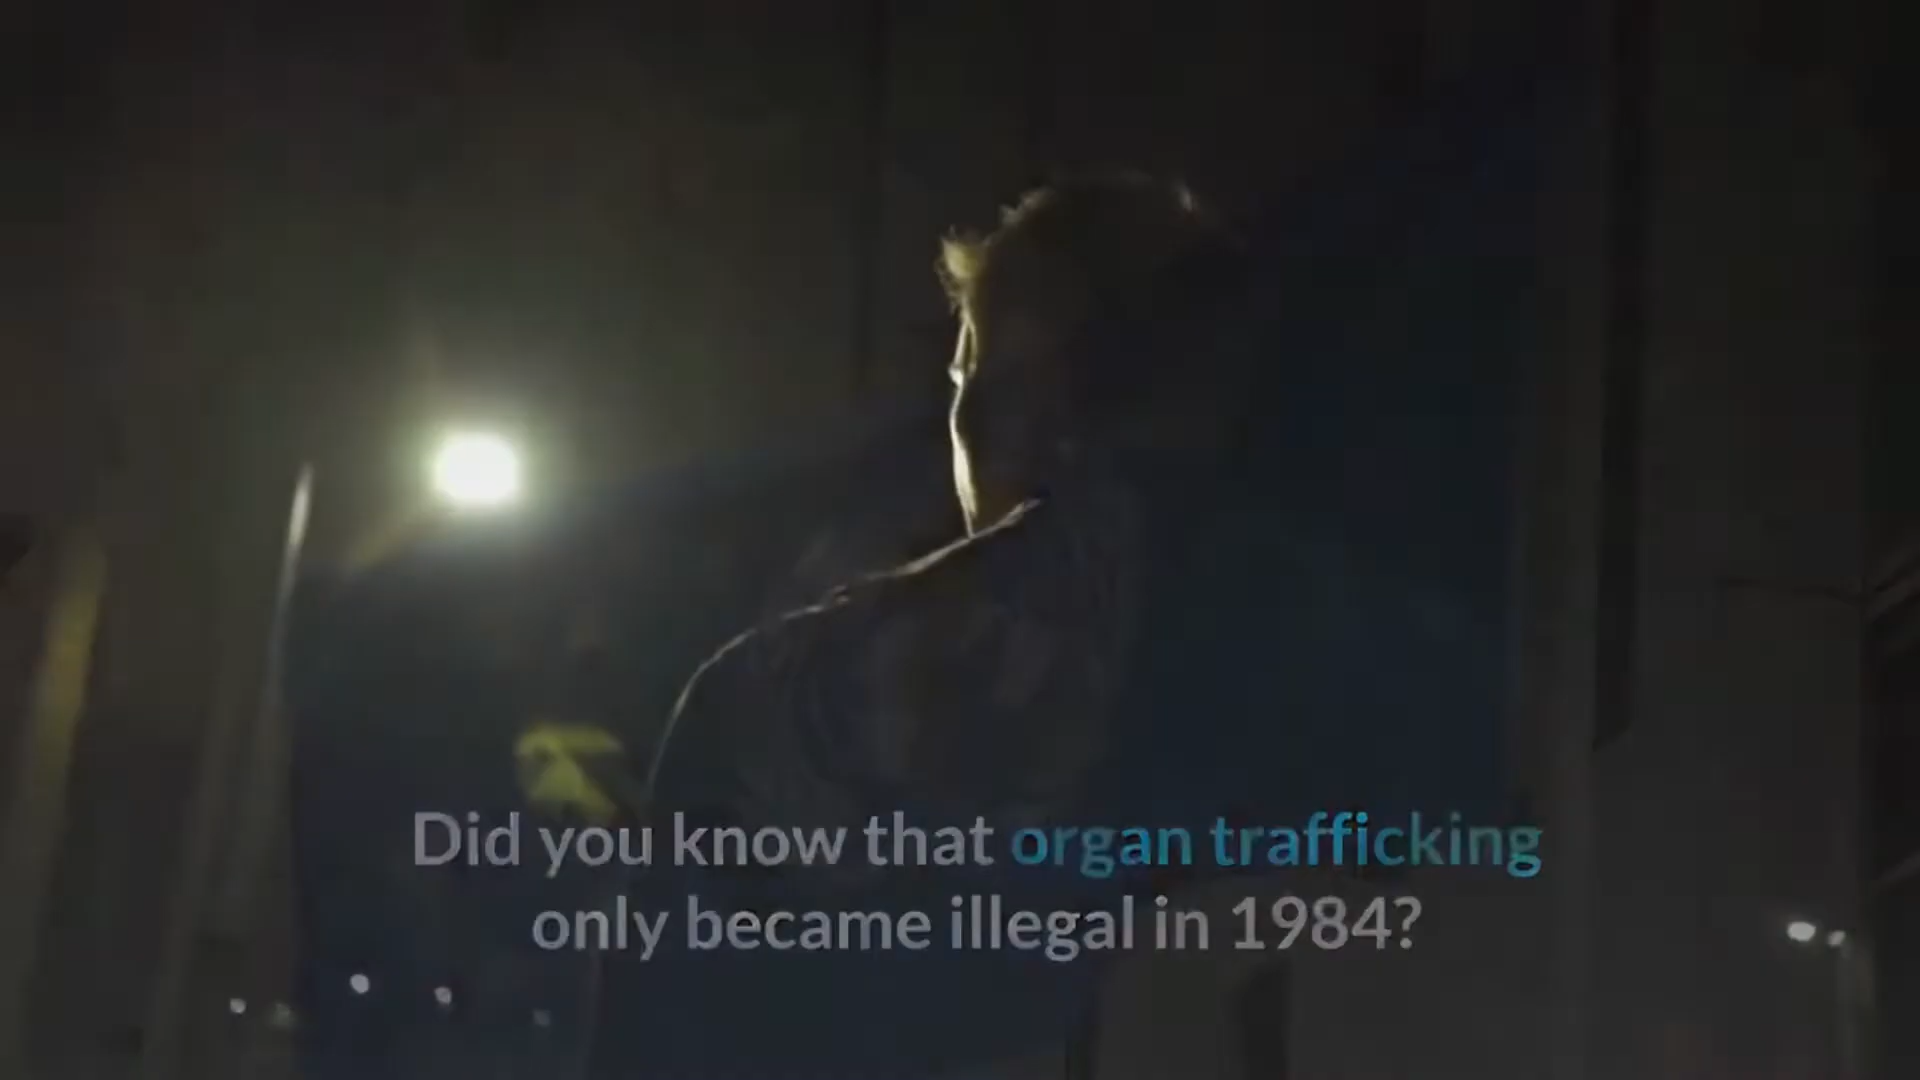 Did you know that organ trafficking
only became illegal in 1984?